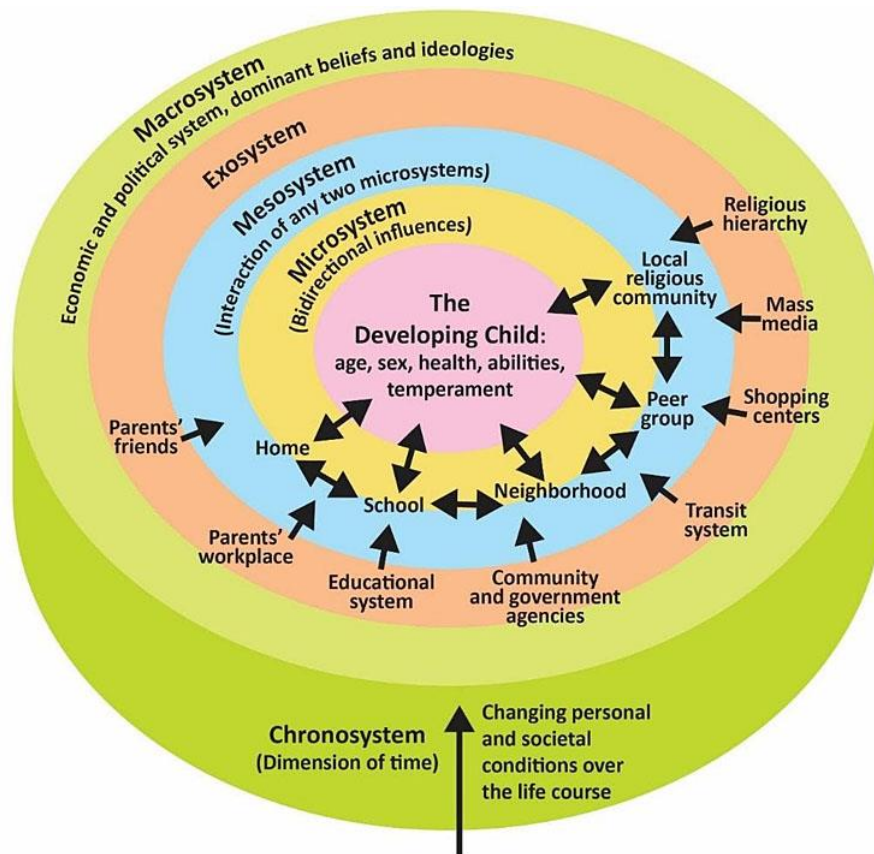 Macrosystem
Economic and political system, dominant beliefs and ideologies
Exosystem
Mesosystem
(Interaction of any two microsystems)
Microsystem
(Bidirectional influences)
The
Developing Child:
age, sex, health, abilities,
temperament
Religious
hierarchy
Local
religious
community
Mass
media
Peer
group
Shopping
centers
Parents'
friends
Home
School
Neighborhood
Transit
system
Parents'
workplace
Educational
system
Community
and government
agencies
Chronosystem
(Dimension of time)
Changing personal
and societal
conditions over
the life course